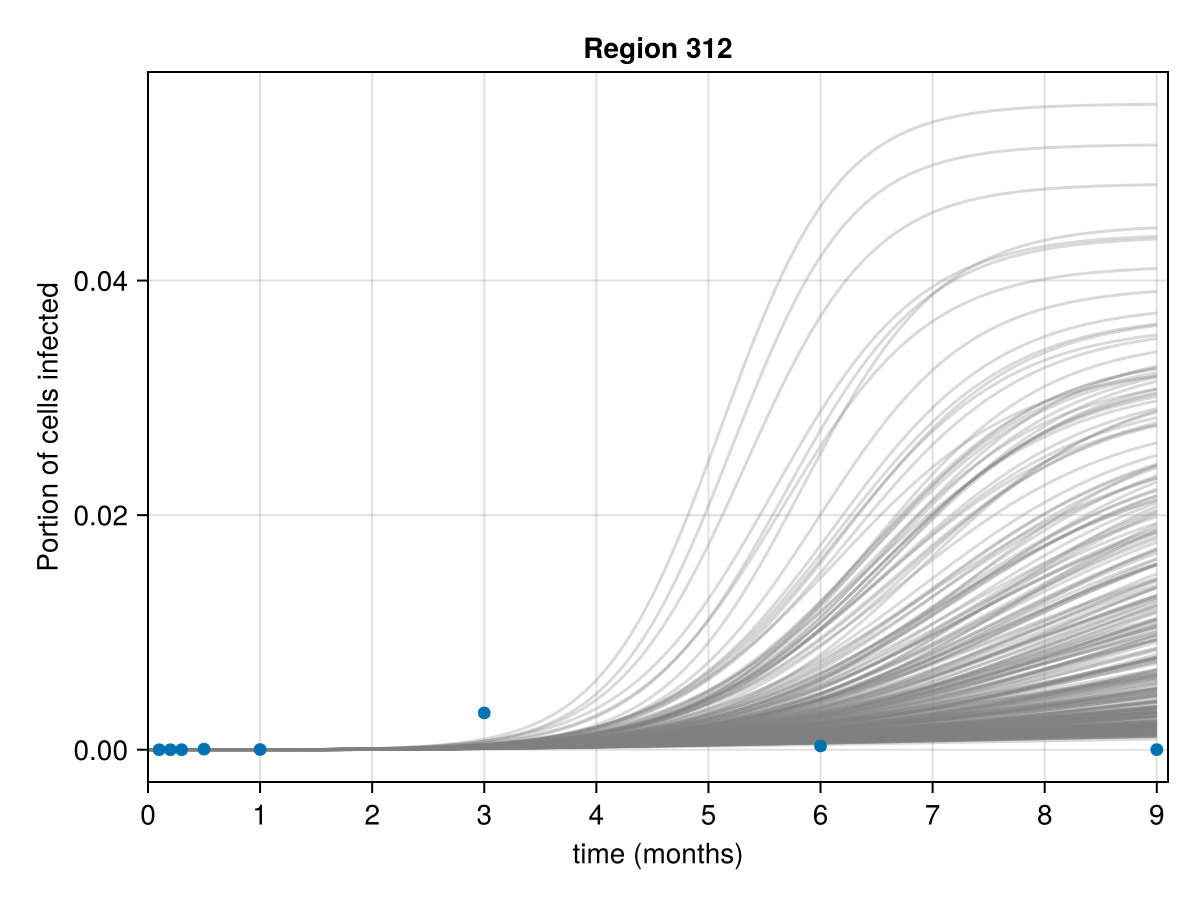 Region 312
Portion of cells infected
0.04
0.02
0.00
0 1 2 3 4 5 6 7 8 9
time (months)